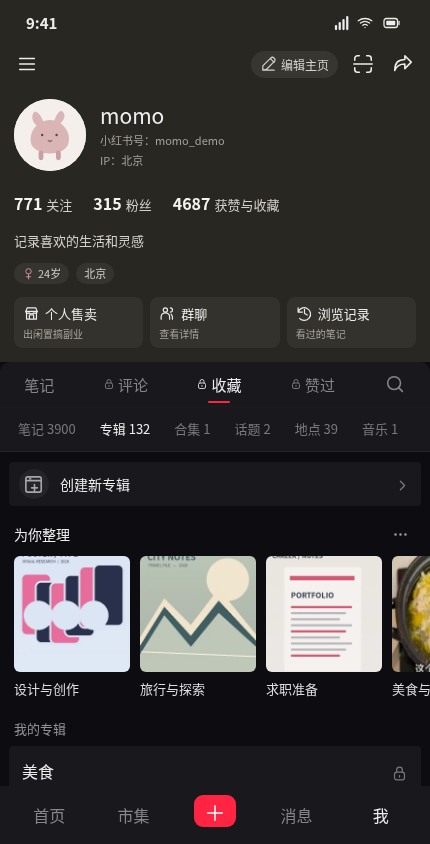 9:41
编辑主页
momo
小红书号: momo_demo
IP: 北京
771 关注 315 粉丝 4687 获赞与收藏
记录喜欢的生活和灵感
♀ 24岁 北京
个人售卖 群聊 浏览记录
出闲置搞副业 查看详情 看过的笔记
笔记 评论 收藏 赞过
笔记 3900 专辑 132 合集 1 话题 2 地点 39 音乐 1
创建新专辑
为你整理
CITY NOTES
PORTFOLIO
这个
设计与创作 旅行与探索 求职准备 美食与
我的专辑
美食
首页 市集 消息 我